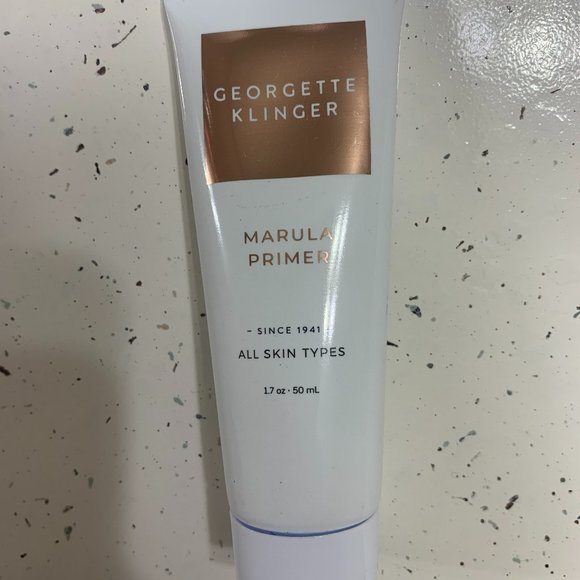 GEORGETTE
KLINGER
MARULA
PRIMER
- SINCE 1941 -
ALL SKIN TYPES
1.7 oz • 50 mL